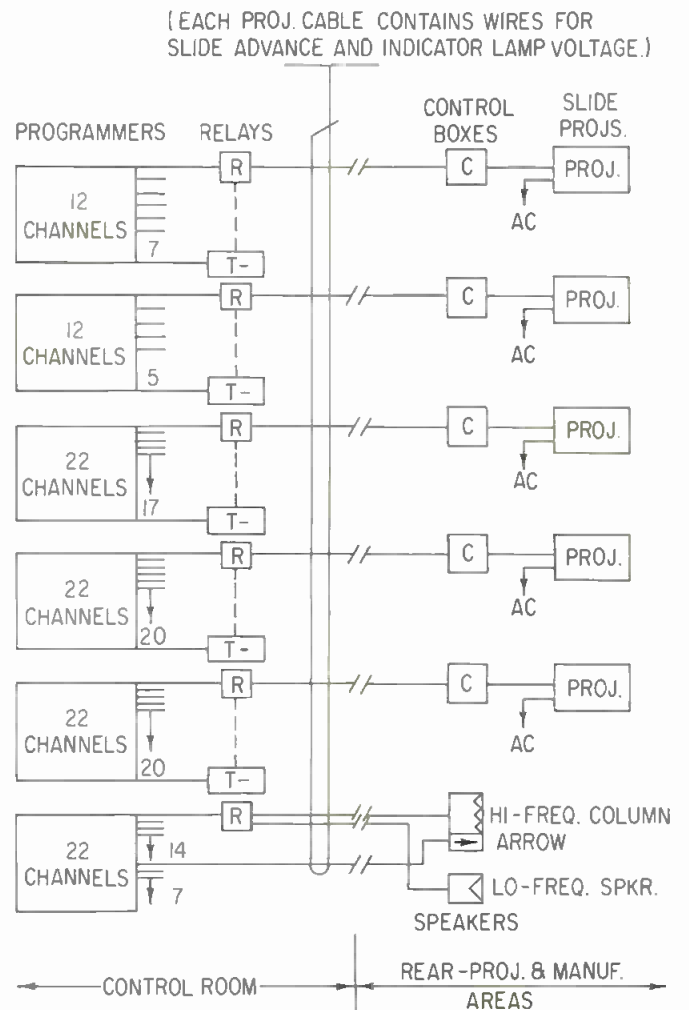 (EACH PROJ. CABLE CONTAINS WIRES FOR
SLIDE ADVANCE AND INDICATOR LAMP VOLTAGE.)
PROGRAMMERS
RELAYS
CONTROL
BOXES
SLIDE
PROJS.
12
CHANNELS
7
R
T-
C
PROJ.
AC
12
CHANNELS
5
R
T-
C
PROJ.
AC
22
CHANNELS
17
R
T-
C
PROJ.
AC
22
CHANNELS
20
R
T-
C
PROJ.
AC
22
CHANNELS
20
R
T-
C
PROJ.
AC
22
CHANNELS
14
7
R
HI-FREQ. COLUMN
ARROW
LO-FREQ. SPKR.
SPEAKERS
CONTROL ROOM
REAR-PROJ. & MANUF.
AREAS